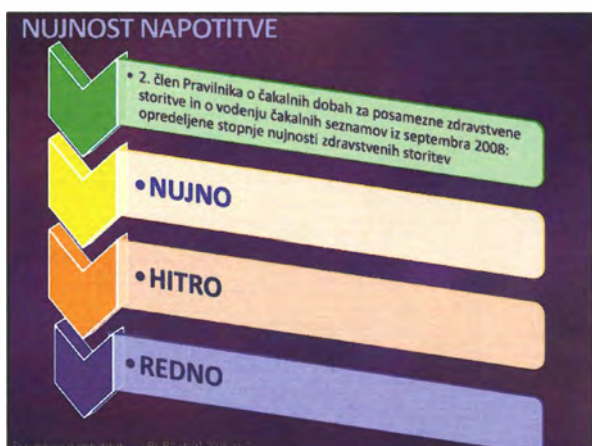 NUJNOST NAPOTITVE
• 2. člen Pravilnika o čakalnih dobah za posamezne zdravstvene
storitve in o vodenju čakalnih seznamov iz septembra 2008:
opredeljene stopnje nujnosti zdravstvenih storitev
• NUJNO
• HITRO
• REDNO